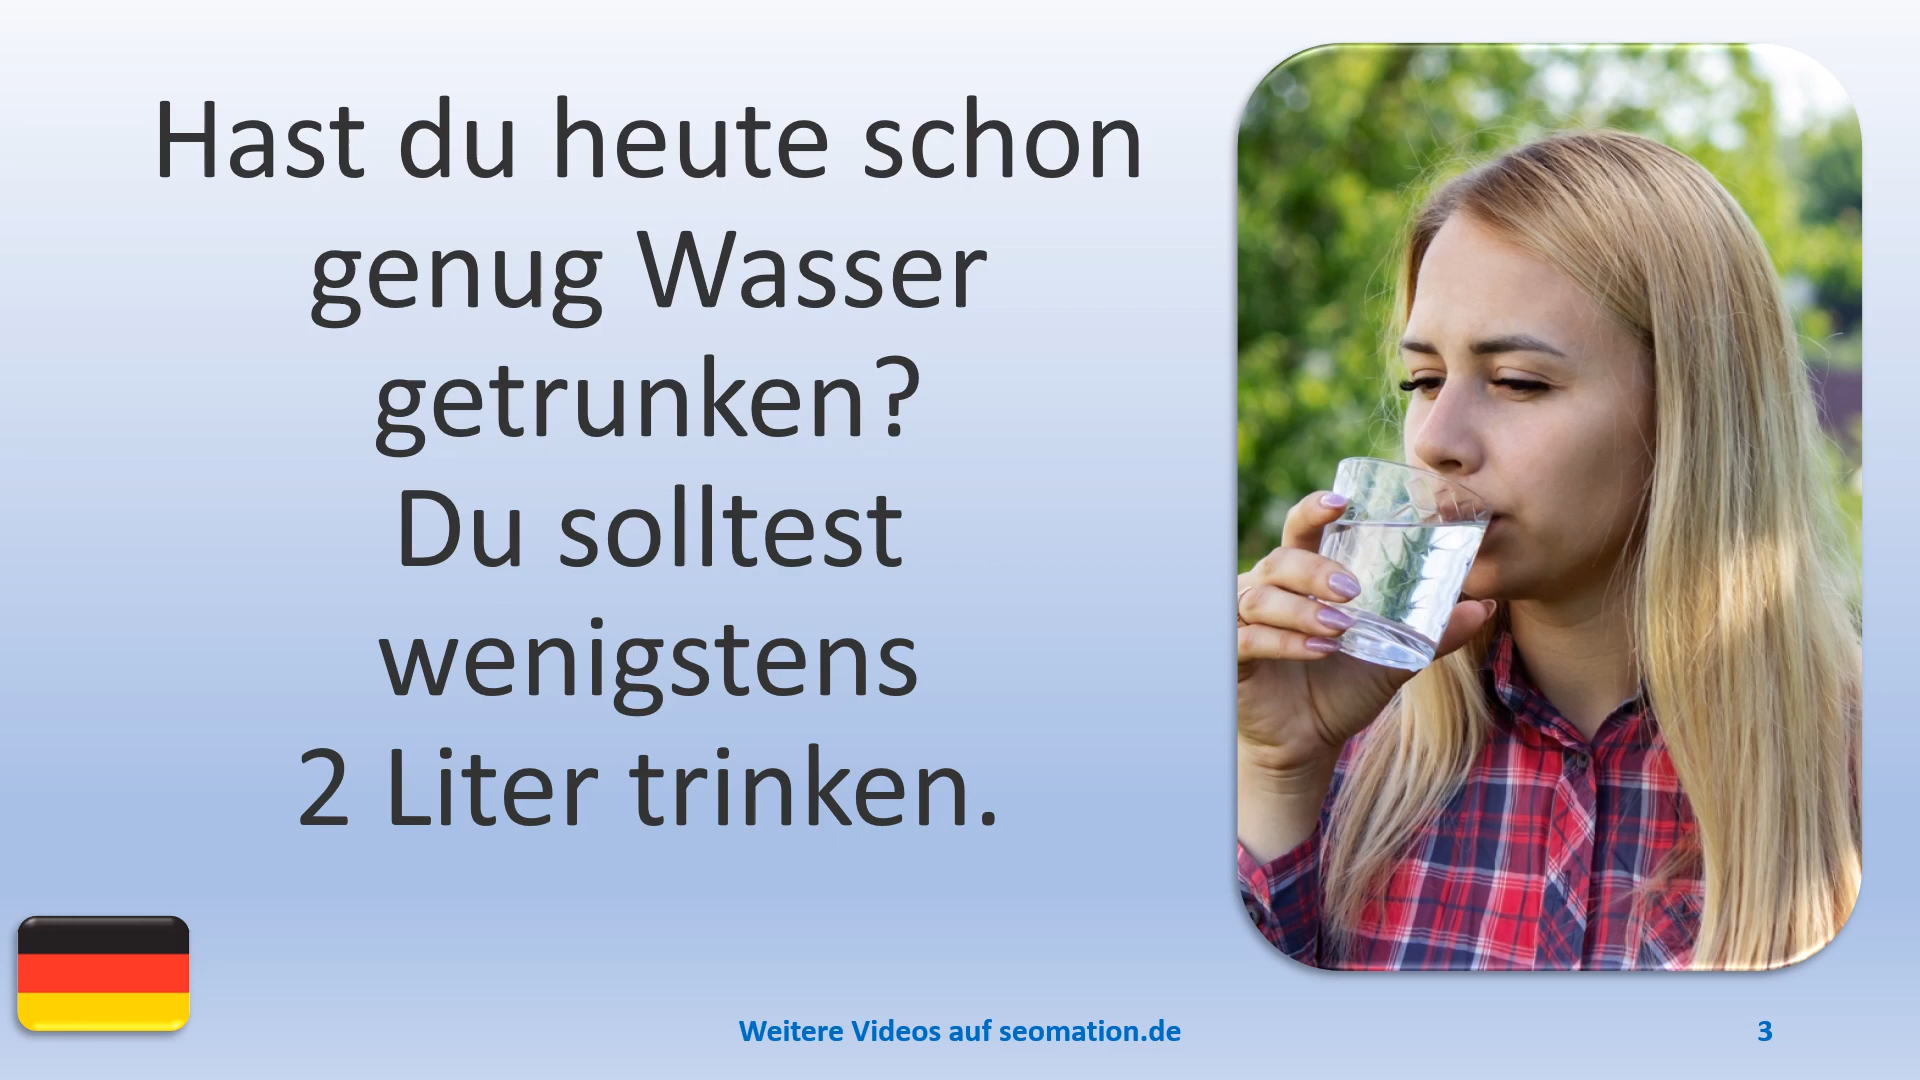 Hast du heute schon
genug Wasser
getrunken?
Du solltest
wenigstens
2 Liter trinken.
Weitere Videos auf seomation.de
3